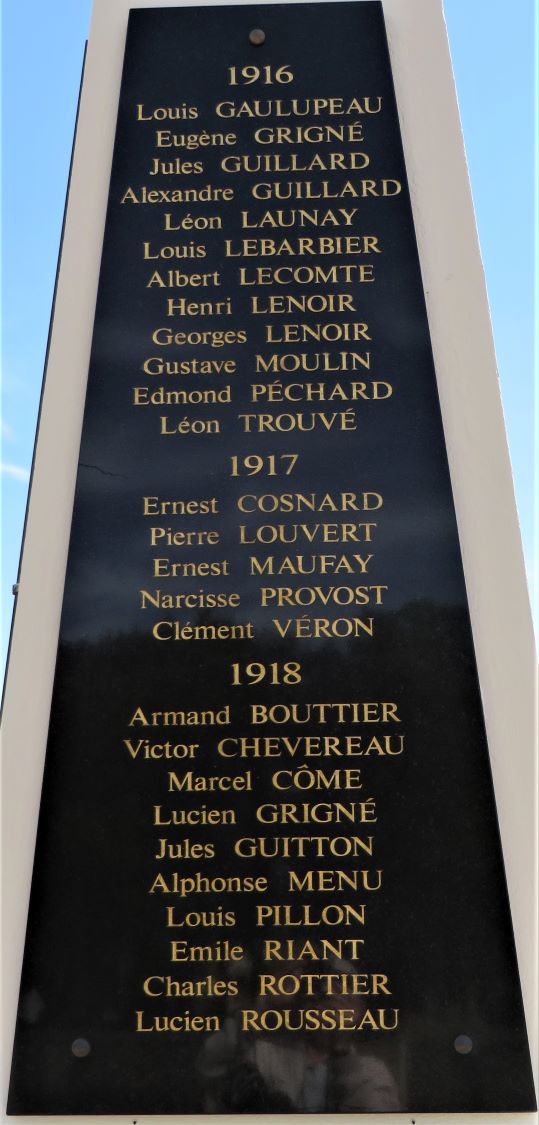 1916
Louis GAULUPEAU
Eugène GRIGNÉ
Jules GUILLARD
Alexandre GUILLARD
Léon LAUNAY
Louis LEBARBIER
Albert LECOMTE
Henri LENOIR
Georges LENOIR
Gustave MOULIN
Edmond PÉCHARD
Léon TROUVÉ
1917
Ernest COSNARD
Pierre LOUVERT
Ernest MAUFAY
Narcisse PROVOST
Clément VÉRON
1918
Armand BOUTTIER
Victor CHEVEREAU
Marcel CÔME
Lucien GRIGNÉ
Jules GUITTON
Alphonse MENU
Louis PILLON
Emile RIANT
Charles ROTTIER
Lucien ROUSSEAU